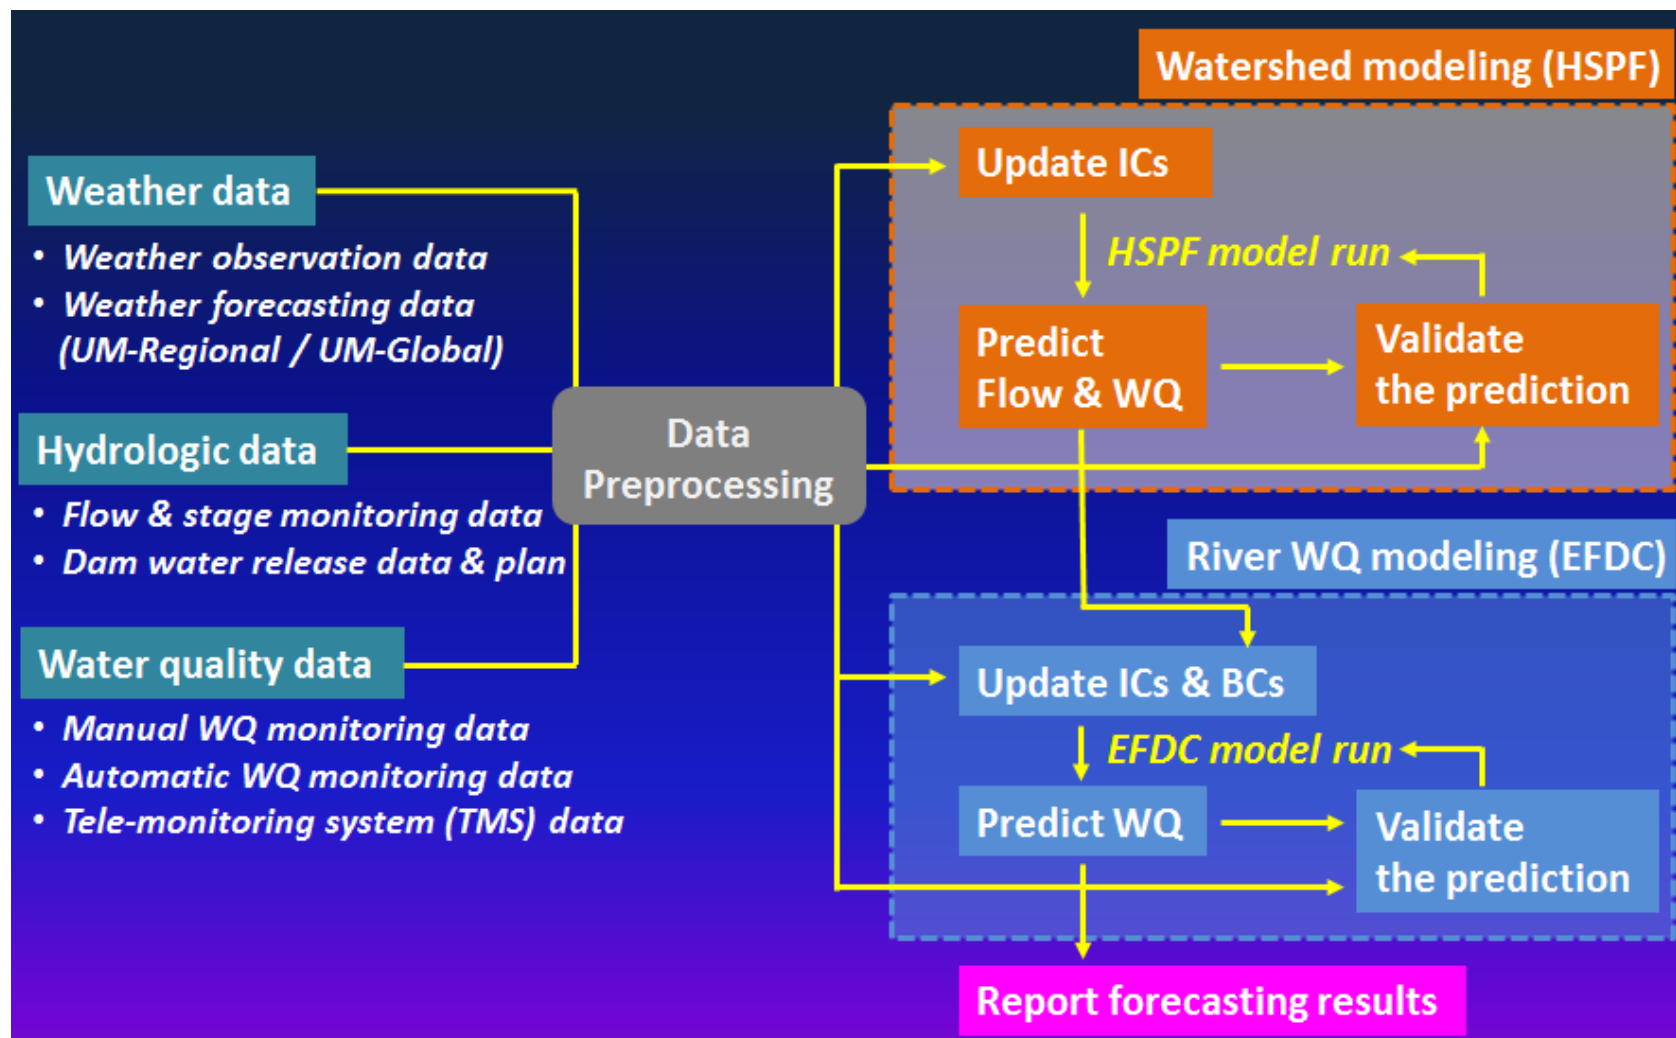 Weather data
• Weather observation data
• Weather forecasting data
(UM-Regional / UM-Global)
Hydrologic data
• Flow & stage monitoring data
• Dam water release data & plan
Water quality data
• Manual WQ monitoring data
• Automatic WQ monitoring data
• Tele-monitoring system (TMS) data
Data
Preprocessing
Watershed modeling (HSPF)
Update ICs
HSPF model run
Predict
Flow & WQ
Validate
the prediction
River WQ modeling (EFDC)
Update ICs & BCs
EFDC model run
Predict WQ
Validate
the prediction
Report forecasting results